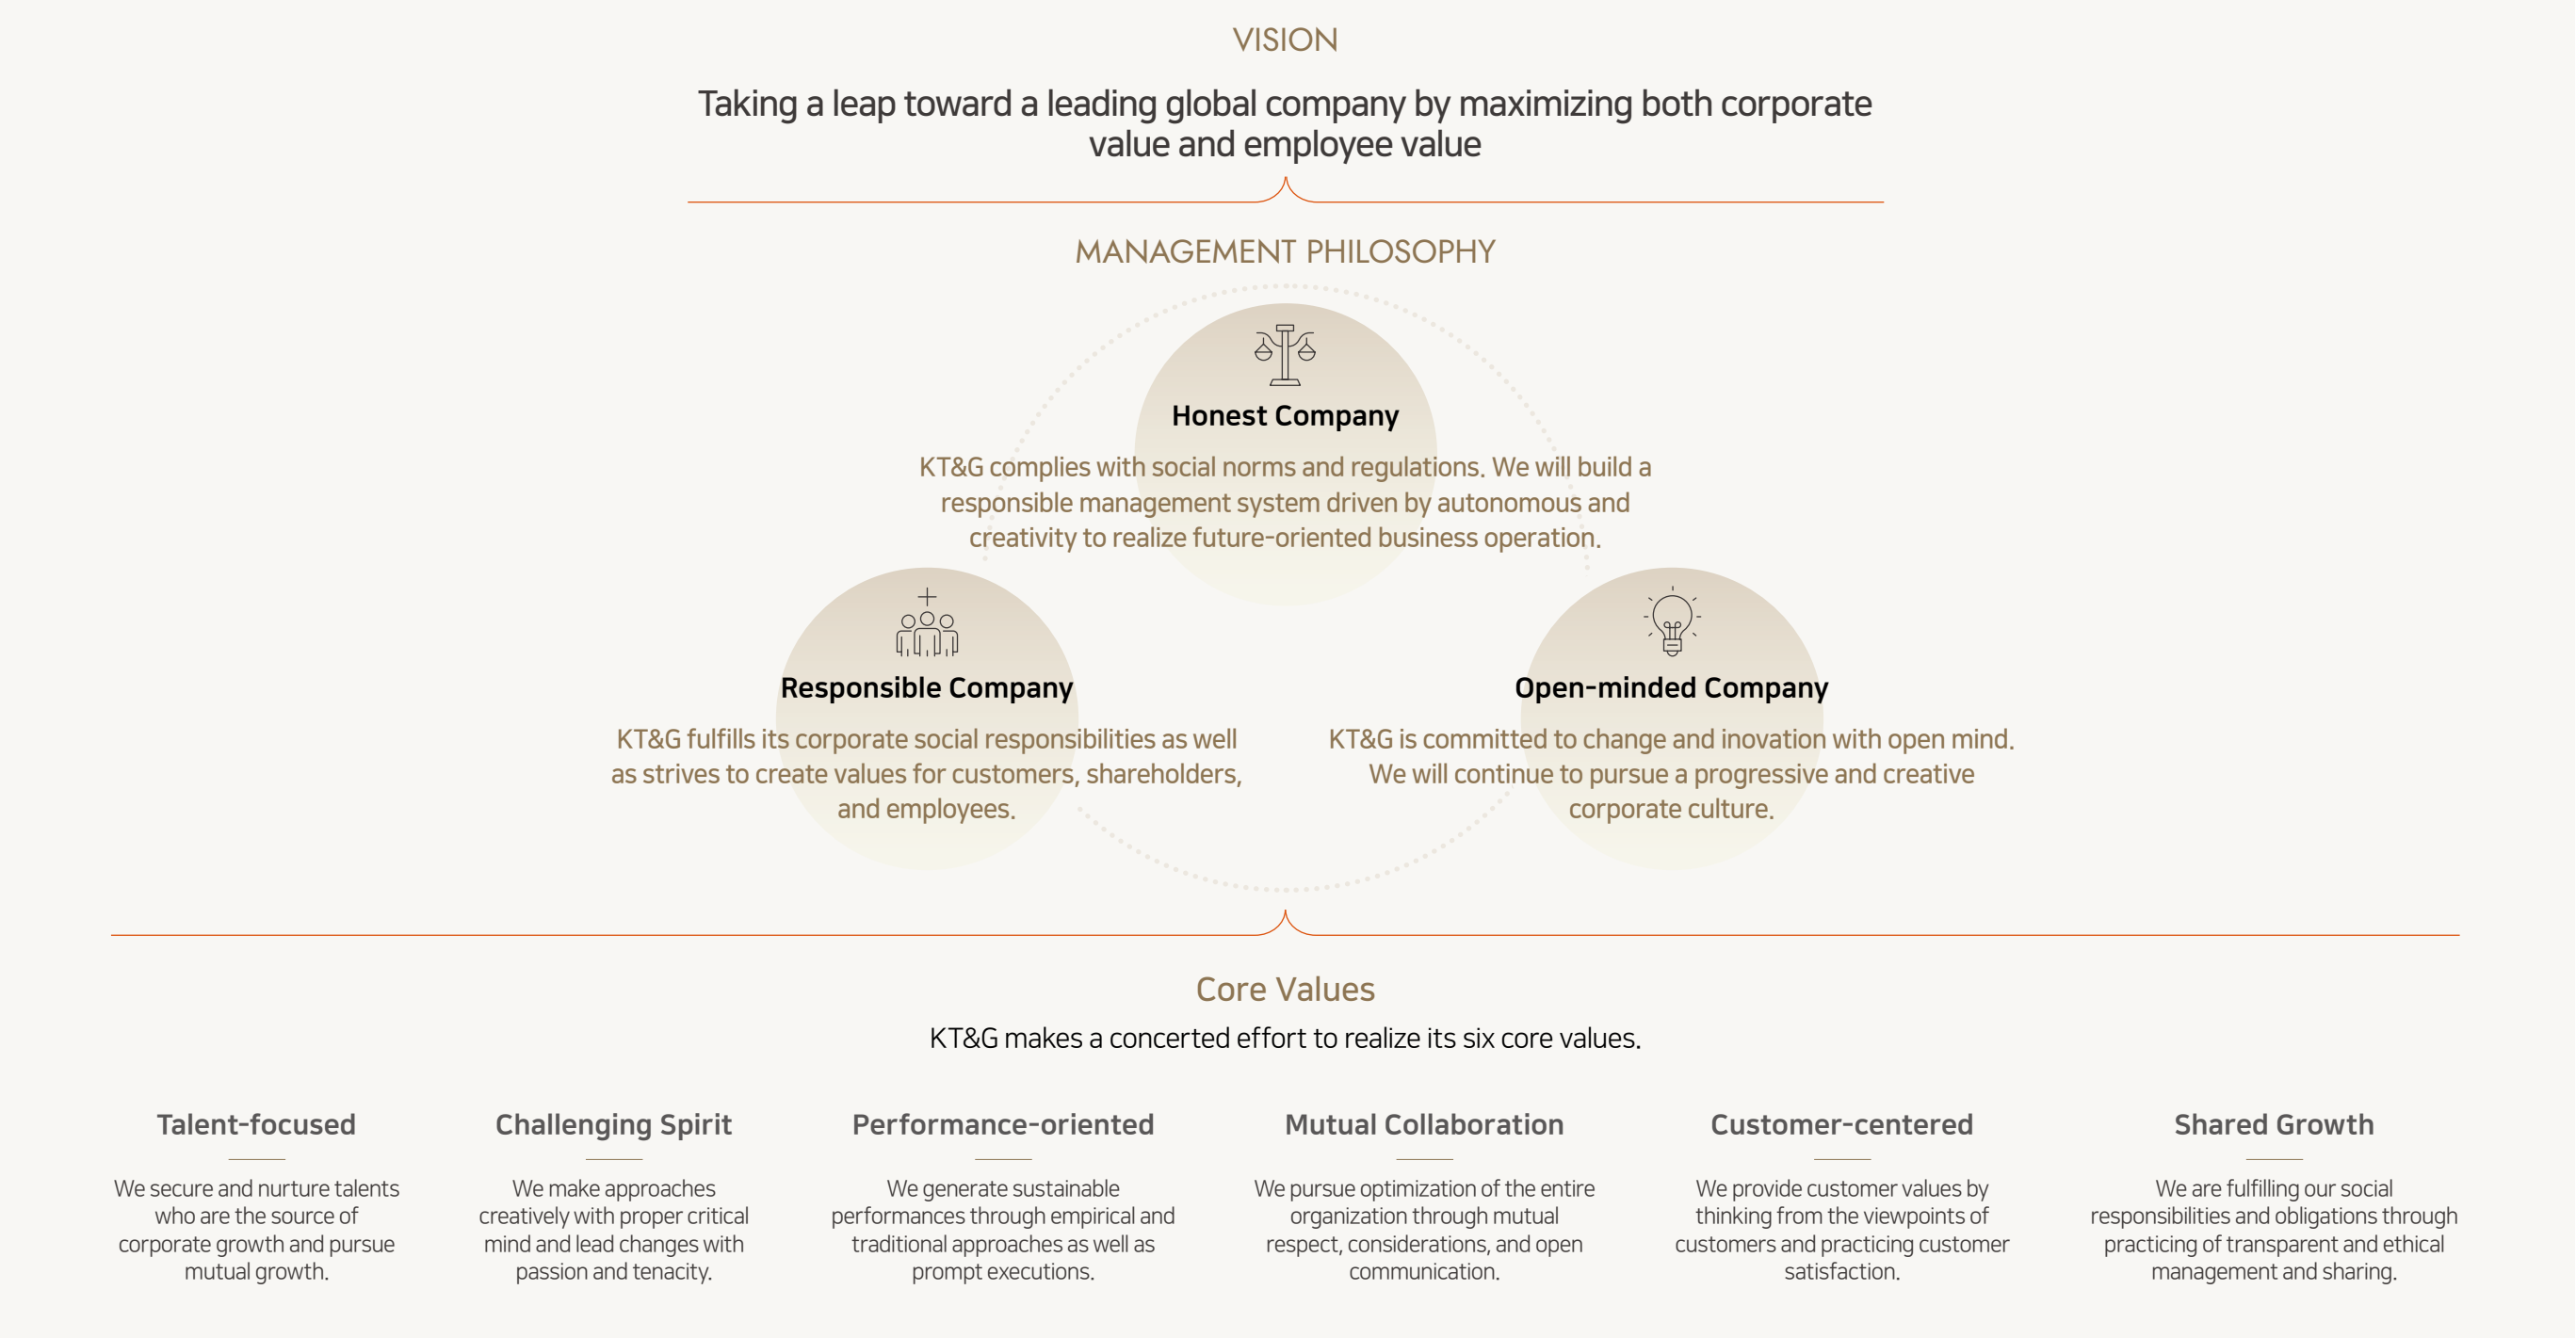 VISION
Taking a leap toward a leading global company by maximizing both corporate
value and employee value
MANAGEMENT PHILOSOPHY
Honest Company
KT&G complies with social norms and regulations. We will build a
responsible management system driven by autonomous and
creativity to realize future-oriented business operation.
Responsible Company
KT&G fulfills its corporate social responsibilities as well
as strives to create values for customers, shareholders,
and employees.
Open-minded Company
KT&G is committed to change and inovation with open mind.
We will continue to pursue a progressive and creative
corporate culture.
Core Values
KT&G makes a concerted effort to realize its six core values.
Talent-focused
We secure and nurture talents
who are the source of
corporate growth and pursue
mutual growth.
Challenging Spirit
We make approaches
creatively with proper critical
mind and lead changes with
passion and tenacity.
Performance-oriented
We generate sustainable
performances through empirical and
traditional approaches as well as
prompt executions.
Mutual Collaboration
We pursue optimization of the entire
organization through mutual
respect, considerations, and open
communication.
Customer-centered
We provide customer values by
thinking from the viewpoints of
customers and practicing customer
satisfaction.
Shared Growth
We are fulfilling our social
responsibilities and obligations through
practicing of transparent and ethical
management and sharing.